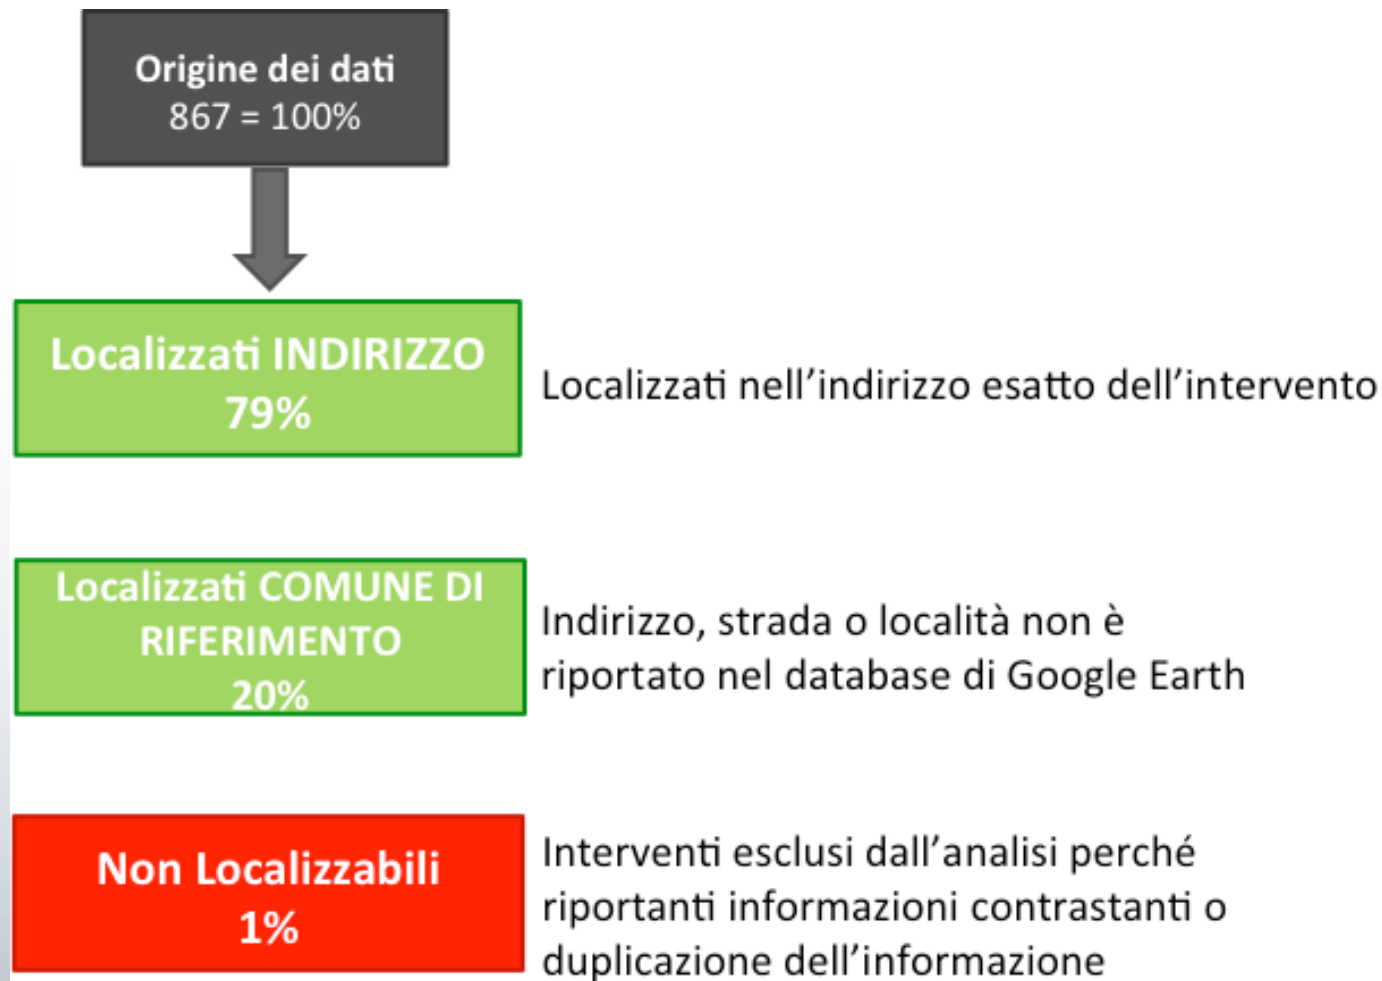 Origine dei dati
867 = 100%
Localizzati INDIRIZZO
79%
Localizzati nell’indirizzo esatto dell’intervento
Localizzati COMUNE DI
RIFERIMENTO
20%
Indirizzo, strada o località non è
riportato nel database di Google Earth
Non Localizzabili
1%
Interventi esclusi dall’analisi perché
riportanti informazioni contrastanti o
duplicazione dell’informazione